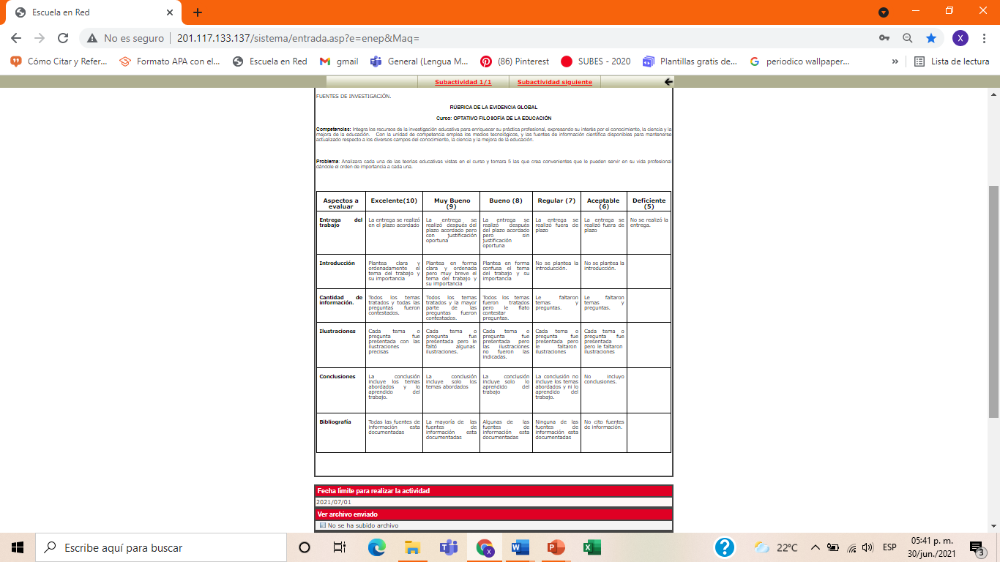 Escuela en Red
No es seguro | 201.117.133.137/sistema/entrada.asp?e=enep&Maq=
X
Cómo Citar y Refer... Formato APA con el... Escuela en Red gmail General (Lengua M... (86) Pinterest SUBES - 2020 Plantillas gratis de... periodico wallpaper... » Lista de lectura
Subactividad 1/1 Subactividad siguiente
FUENTES DE INVESTIGACIÓN.
RÚBRICA DE LA EVIDENCIA GLOBAL
Curso: OPTATIVO FILOSOFÍA DE LA EDUCACIÓN
Competencias: Integra los recursos de la investigación educativa para enriquecer su práctica profesional, expresando su interés por el conocimiento, la ciencia y la
mejora de la educación. Con la unidad de competencia emplea los medios tecnológicos, y las fuentes de información científica disponibles para mantenerse
actualizado respecto a los diversos campos del conocimiento, la ciencia y la mejora de la educación.
Problema: Analizara cada una de las teorías educativas vistas en el curso y tomara 5 las que crea convenientes que le pueden servir en su vida profesional
dándole el orden de importancia a cada una.
Aspectos a
evaluar
Excelente(10)
Muy Bueno
(9)
Bueno (8)
Regular (7)
Aceptable
(6)
Deficiente
(5)
Entrega del
trabajo
La entrega se realizó
en el plazo acordado
La entrega se
realizó después del
plazo acordado pero
con justificación
oportuna
La entrega se
realizó después
del plazo acordado
pero sin
justificación
oportuna
La entrega se
realizó fuera de
plazo
La entrega se
realizó fuera de
plazo
No se realizó la
entrega.
Introducción
Plantea clara y
ordenadamente el
tema del trabajo y
su importancia
Plantea en forma
clara y ordenada
pero muy breve el
tema del trabajo y
su importancia
Plantea en forma
confusa el tema
del trabajo y su
importancia
No se plantea la
introducción.
No se plantea la
introducción.
Cantidad de
información.
Todos los temas
tratados y todas las
preguntas fueron
contestados.
Todos los temas
tratados y la mayor
parte de las
preguntas fueron
contestados.
Todos los temas
fueron tratados
pero le flato
contestar
preguntas.
Le faltaron
temas y
preguntas.
Le faltaron
temas y
preguntas.
Ilustraciones
Cada tema o
pregunta fue
presentada con las
ilustraciones
precisas
Cada tema o
pregunta fue
presentada pero le
faltó algunas
ilustraciones.
Cada tema o
pregunta fue
presentada pero
las ilustraciones
no fueron las
indicadas.
Cada tema o
pregunta fue
presentada pero
le faltaron
ilustraciones
Cada tema o
pregunta fue
presentada
pero le faltaron
ilustraciones
Conclusiones
La conclusión
incluye los temas
abordados y lo
aprendido del
trabajo.
La conclusión
incluye solo los
temas abordados
La conclusión
incluye solo lo
aprendido del
trabajo
La conclusión no
incluye los temas
abordados y ni lo
aprendido del
trabajo.
No incluyo
conclusiones.
Bibliografía
Todas las fuentes de
información esta
documentadas
La mayoría de las
fuentes de
información esta
documentadas
Algunas de las
fuentes de
información esta
documentadas
Ninguna de las
fuentes de
información esta
documentadas
No cito fuentes
de información.
Fecha límite para realizar la actividad
2021/07/01
Ver archivo enviado
No se ha subido archivo
Escribe aquí para buscar
22°C
ESP
05:41 p. m.
30/jun./2021
3